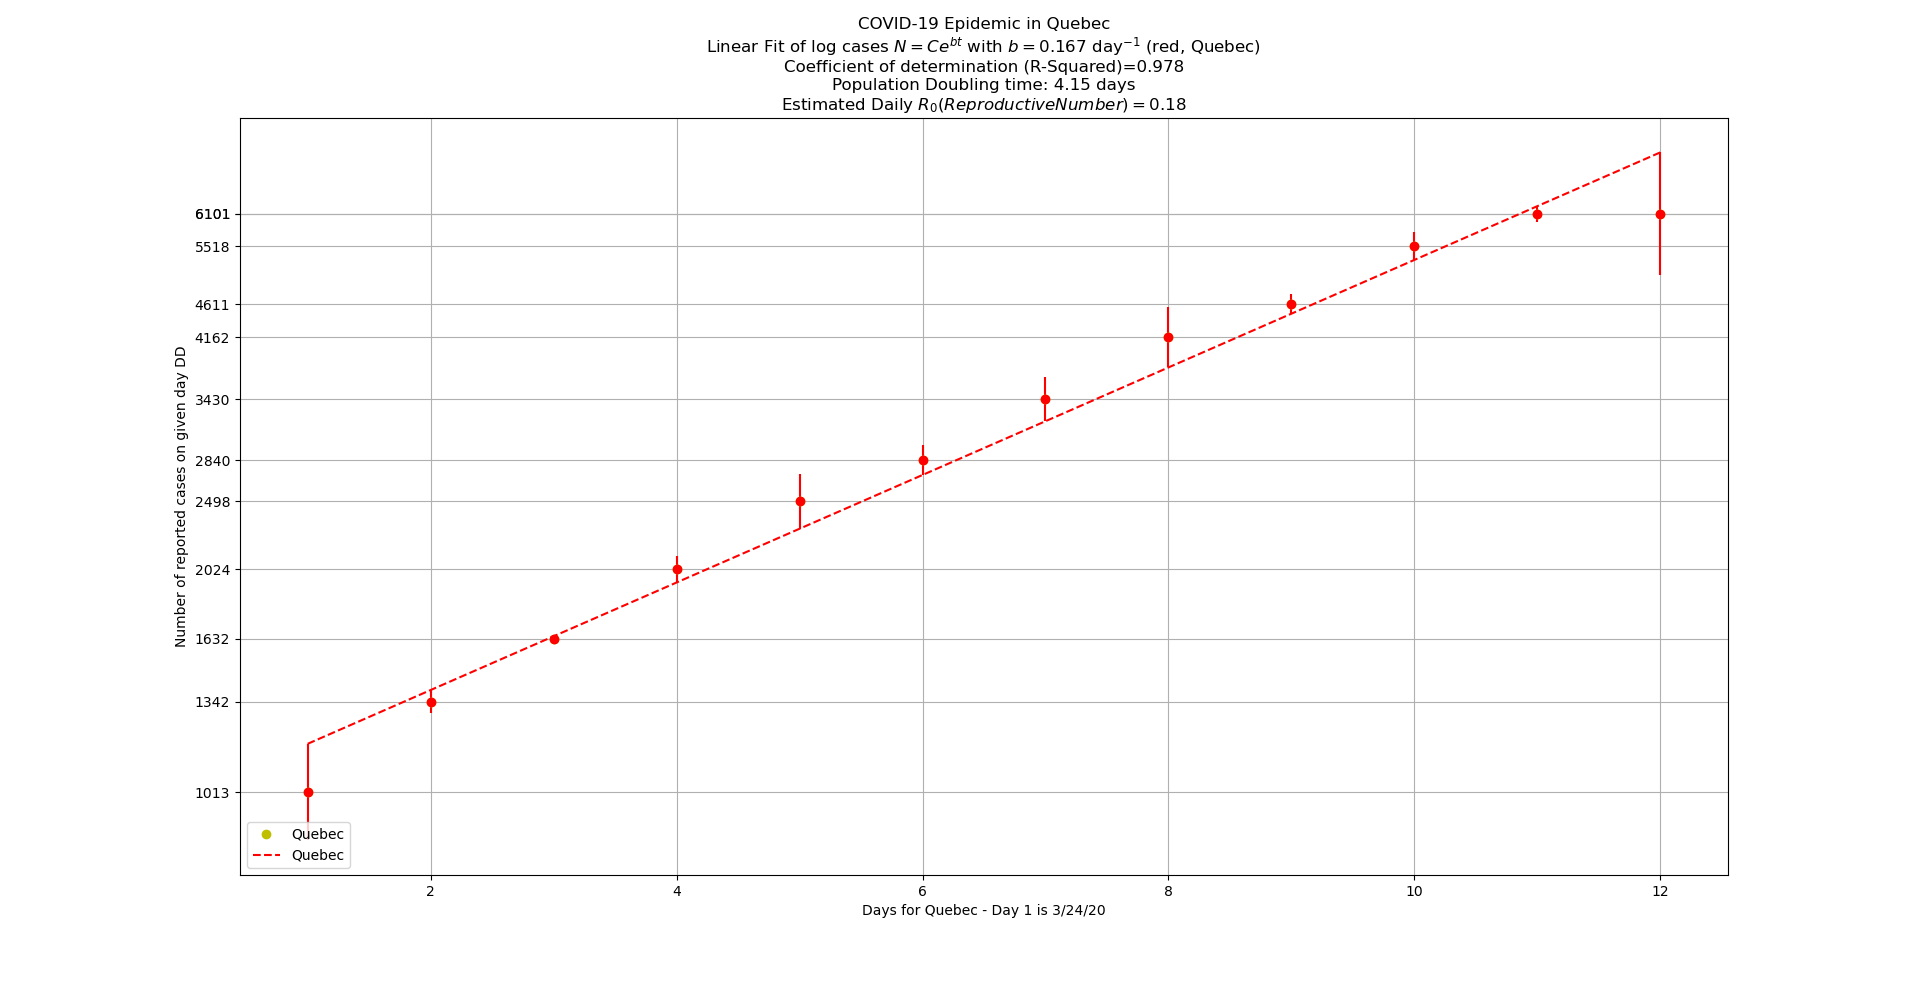 COVID-19 Epidemic in Quebec
Linear Fit of log cases N = Ce^{bt} with b = 0.167 day^{−1} (red, Quebec)
Coefficient of determination (R-Squared)=0.978
Population Doubling time: 4.15 days
Estimated Daily R_0(ReproductiveNumber) = 0.18
6101
5518
4611
4162
3430
2840
2498
2024
1632
1342
1013
Number of reported cases on given day DD
Quebec
Quebec
2 4 6 8 10 12
Days for Quebec - Day 1 is 3/24/20